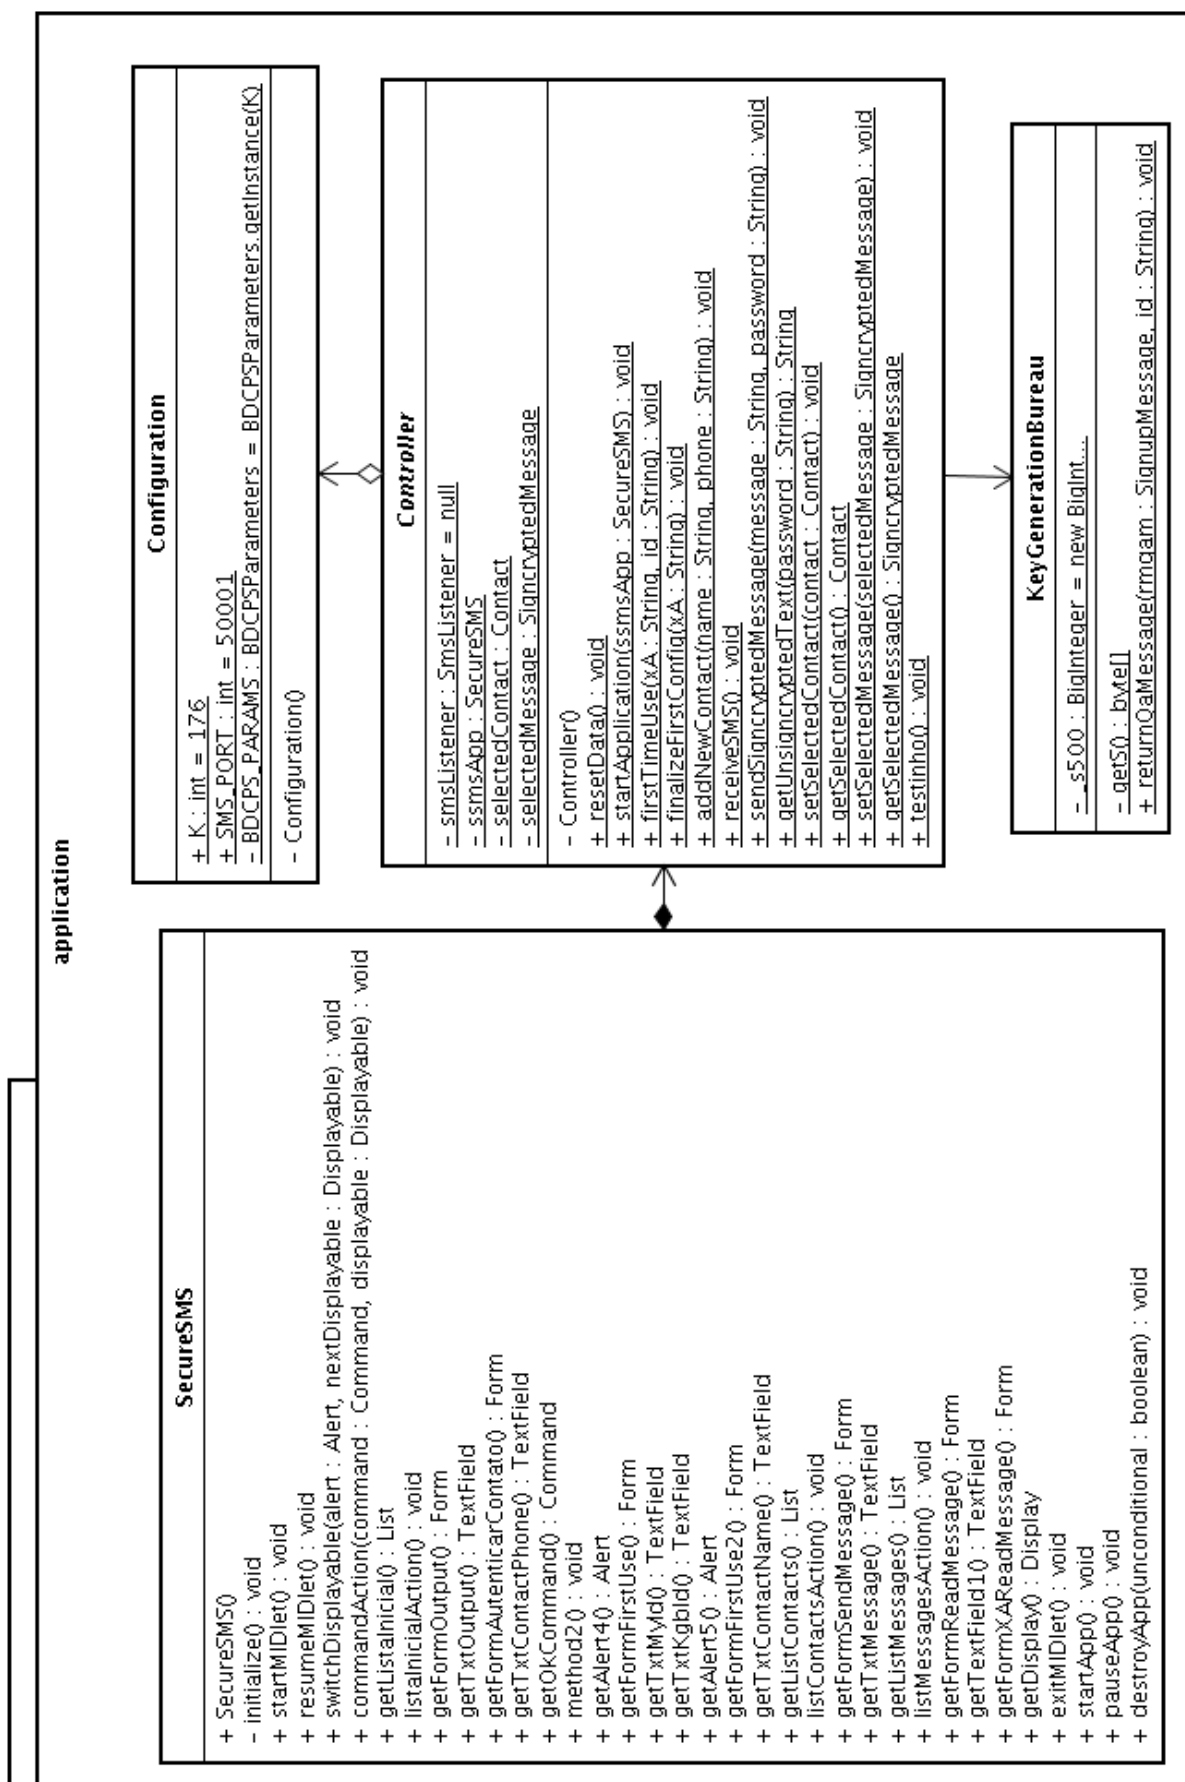 application
SecureSMS
+ SecureSMS()
- initialize() : void
+ startMIDlet() : void
+ resumeMIDlet() : void
+ switchDisplayable(alert : Alert, nextDisplayable : Displayable) : void
+ commandAction(command : Command, displayable : Displayable) : void
+ getListaInicial() : List
+ listaInicialAction() : void
+ getFormOutput() : Form
+ getTxtOutput() : TextField
+ getFormAutenticarContato() : Form
+ getTxtContactPhone() : TextField
+ getOKCommand() : Command
+ method2() : void
+ getAlert4() : Alert
+ getFormFirstUse() : Form
+ getTxtMyId() : TextField
+ getTxtKgbId() : TextField
+ getAlert5() : Alert
+ getFormFirstUse2() : Form
+ getTxtContactName() : TextField
+ getListContacts() : List
+ listContactsAction() : void
+ getFormSendMessage() : Form
+ getTxtMessage() : TextField
+ getListMessages() : List
+ listMessagesAction() : void
+ getFormReadMessage() : Form
+ getTextField1() : TextField
+ getFormXAReadMessage() : Form
+ getDisplay() : Display
+ exitMIDlet() : void
+ startApp() : void
+ pauseApp() : void
+ destroyApp(unconditional : boolean) : void
Configuration
+ K : int = 176
+ SMS_PORT : int = 50001
- BDCPS_PARAMS : BDCPSParameters = BDCPSParameters.getInstance(K)
- Configuration()
Controller
- smsListener : SmsListener = null
- ssmsApp : SecureSMS
- selectedContact : Contact
- selectedMessage : SigncryptedMessage
- Controller()
+ resetData() : void
+ startApplication(ssmsApp : SecureSMS) : void
+ firstTimeUse(xA : String, id : String) : void
+ finalizeFirstConfig(xA : String) : void
+ addNewContact(name : String, phone : String) : void
+ receiveSMS() : void
+ sendSigncryptedMessage(message : String, password : String) : void
+ getUnsigncryptedText(password : String) : String
+ setSelectedContact(contact : Contact) : void
+ getSelectedContact() : Contact
+ setSelectedMessage(selectedMessage : SigncryptedMessage) : void
+ getSelectedMessage() : SigncryptedMessage
+ testinho() : void
KeyGenerationBureau
- _s500 : BigInteger = new BigInt...
- getS() : byte[]
+ returnQaMessage(rmqam : SignupMessage, id : String) : void